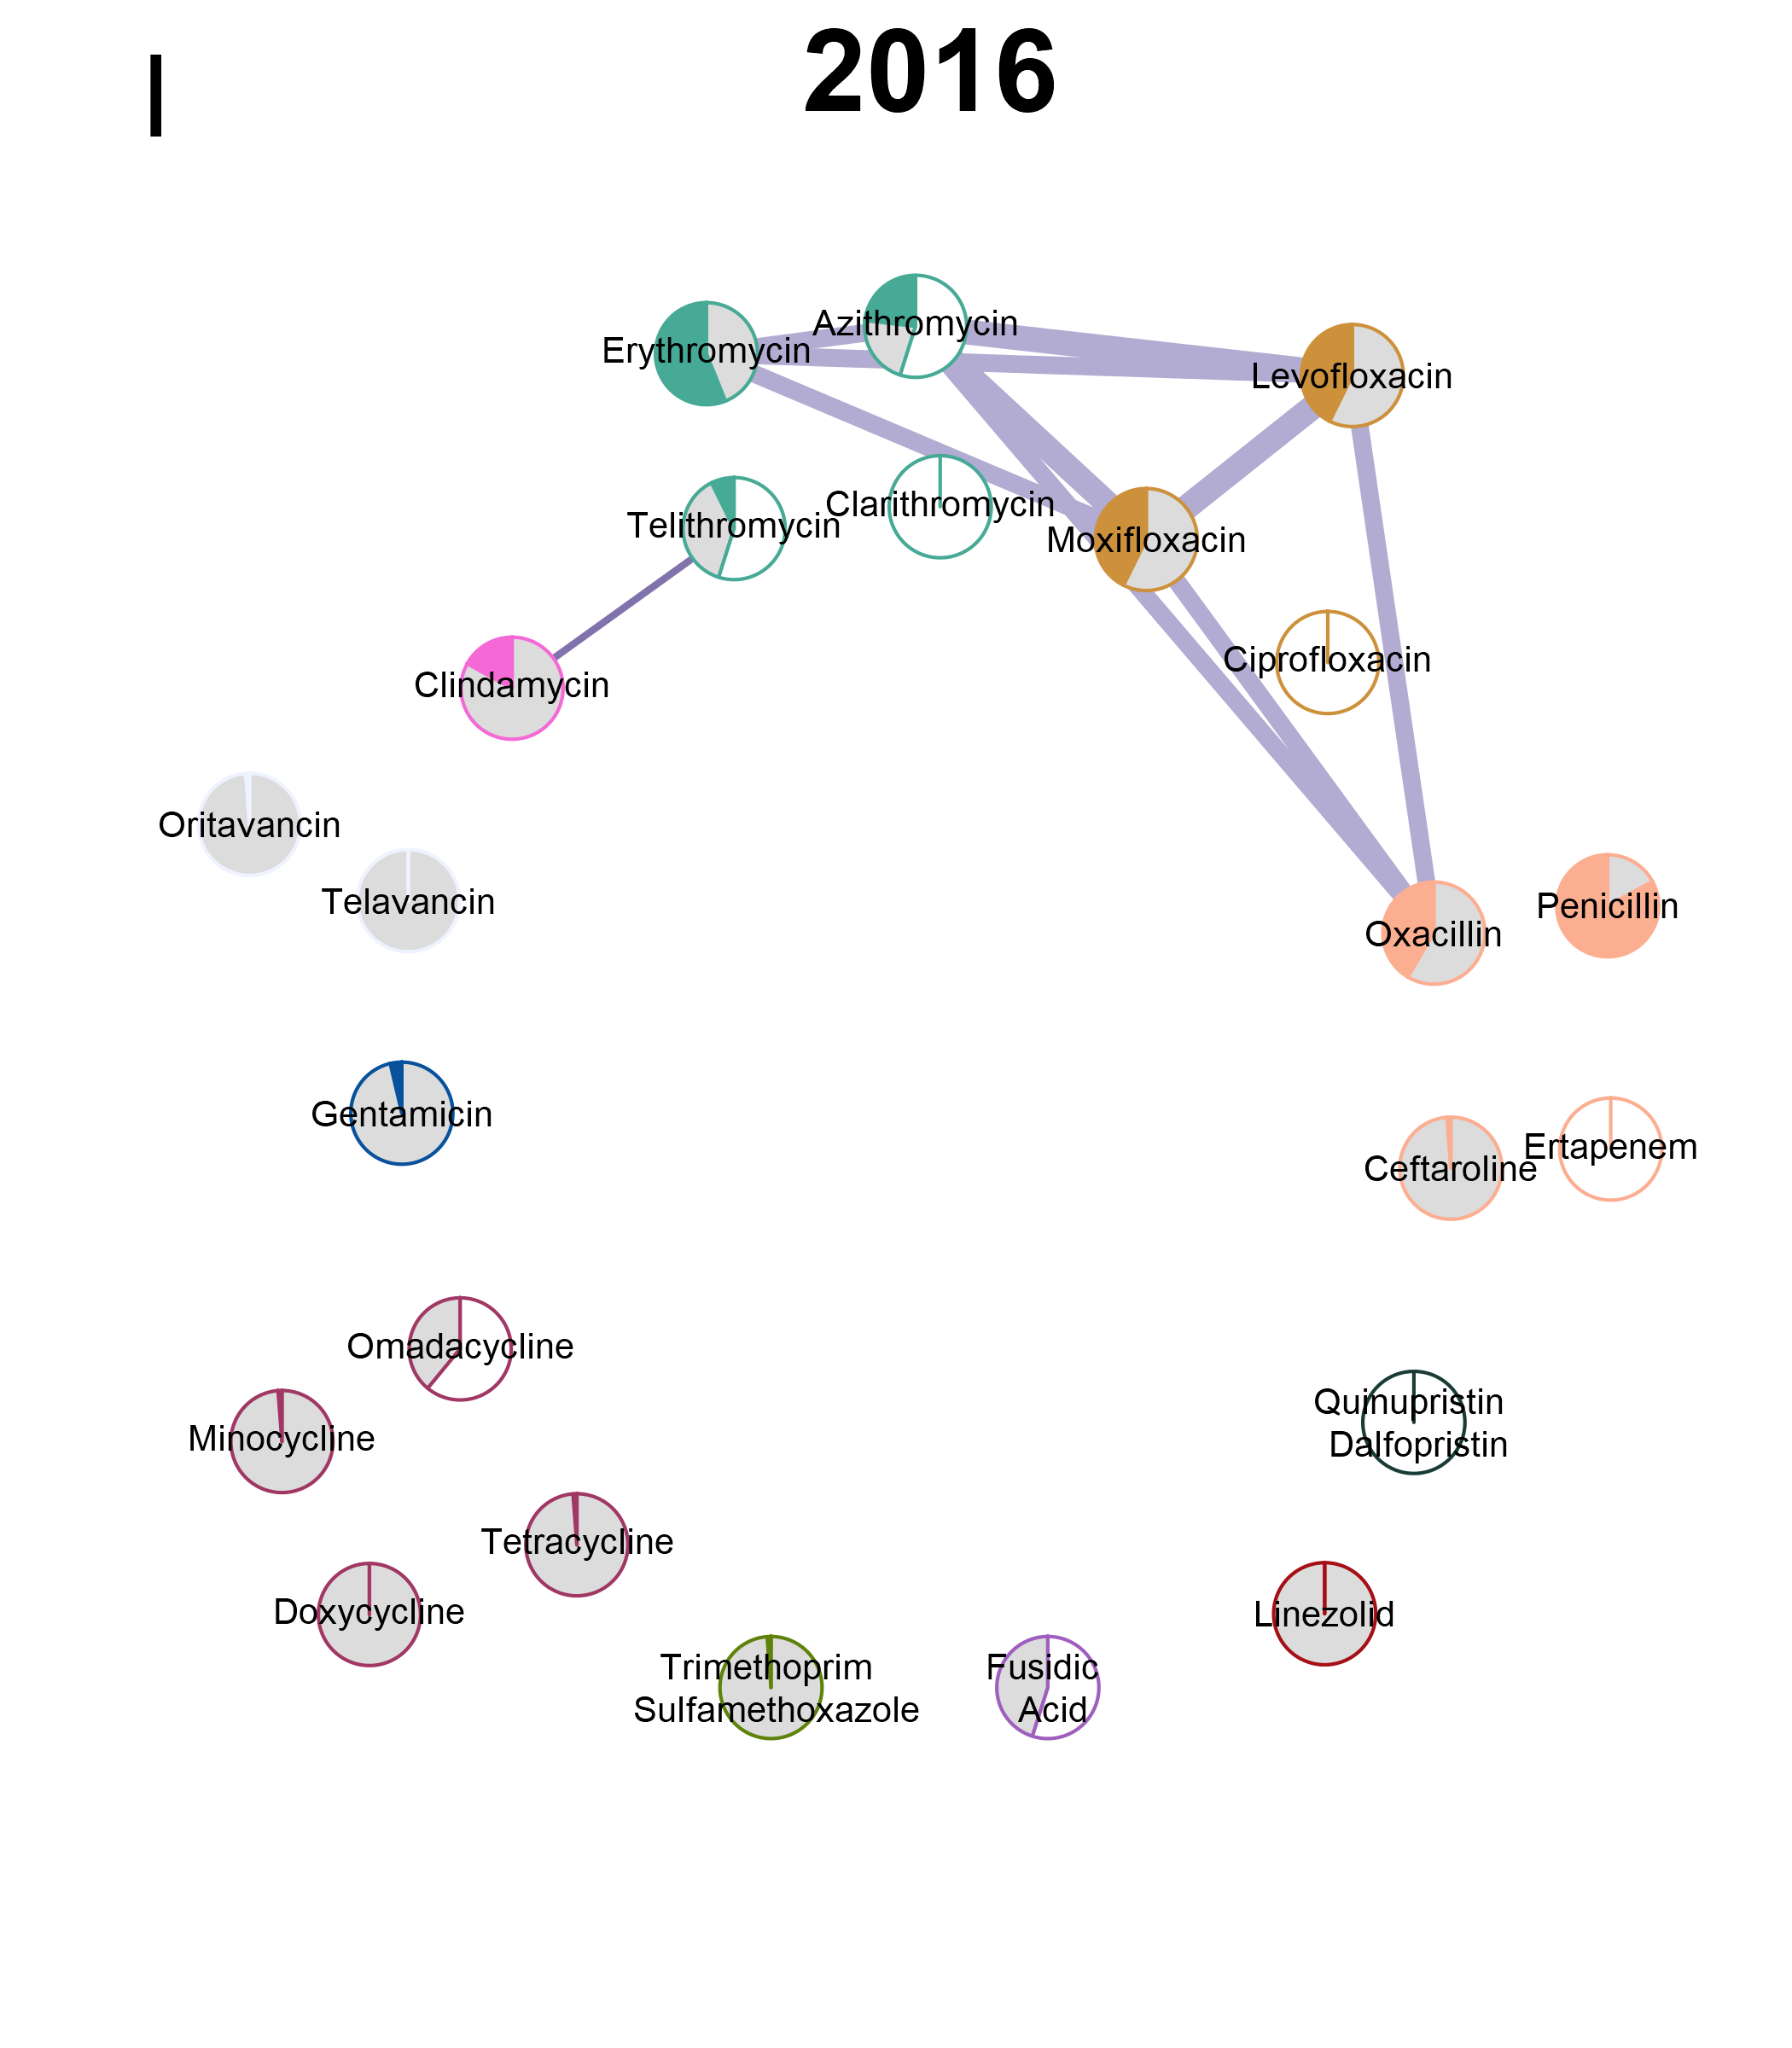 I
2016
Azithromycin
Erythromycin
Levofloxacin
Clarithromycin
Telithromycin
Moxifloxacin
Ciprofloxacin
Clindamycin
Oritavancin
Telavancin
Penicillin
Oxacillin
Gentamicin
Ertapenem
Ceftaroline
Omadacycline
Quinupristin
Dalfopristin
Minocycline
Tetracycline
Doxycycline
Linezolid
Trimethoprim
Sulfamethoxazole
Fusidic
Acid